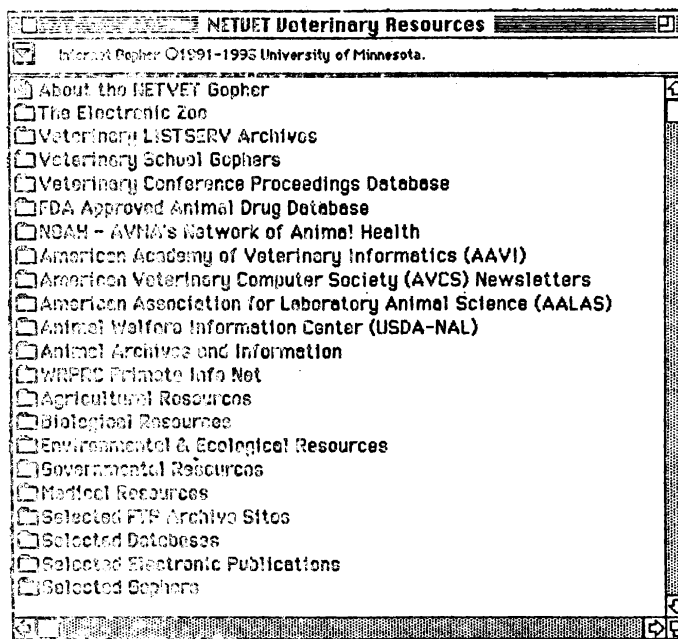 NETVET Veterinary Resources
Internet Gopher ©1991-1993 University of Minnesota.
About the NETVET Gopher
The Electronic Zoo
Veterinary LISTSERV Archives
Veterinary School Gophers
Veterinary Conference Proceedings Database
FDA Approved Animal Drug Database
NOAH - AVMA's Network of Animal Health
American Academy of Veterinary Informatics (AAVI)
American Veterinary Computer Society (AVCS) Newsletters
American Association for Laboratory Animal Science (AALAS)
Animal Welfare Information Center (USDA-NAL)
Animal Archives and Information
WRPRC Primate Info Net
Agricultural Resources
Biological Resources
Environmental & Ecological Resources
Governmental Resources
Medical Resources
Selected FTP Archive Sites
Selected Databases
Selected Electronic Publications
Selected Gophers